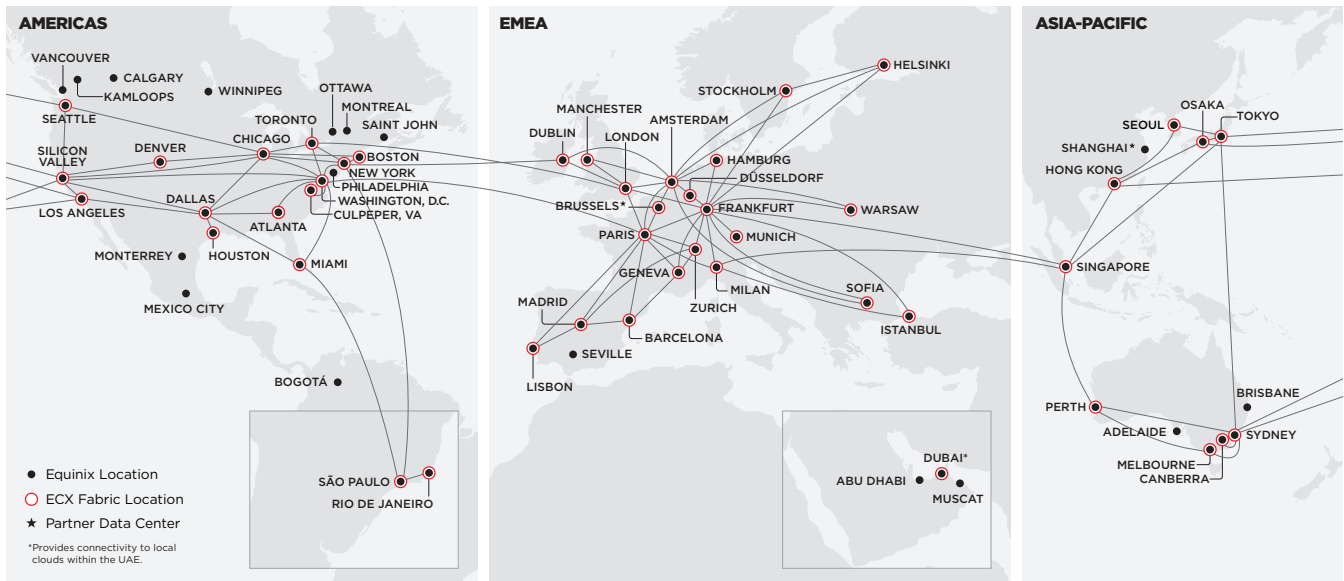 AMERICAS
VANCOUVER
CALGARY
KAMLOOPS
WINNIPEG
SEATTLE
OTTAWA
MONTREAL
TORONTO
SAINT JOHN
CHICAGO
SILICON
VALLEY
DENVER
BOSTON
NEW YORK
PHILADELPHIA
WASHINGTON, D.C.
CULPEPER, VA
LOS ANGELES
DALLAS
ATLANTA
HOUSTON
MONTERREY
MIAMI
MEXICO CITY
BOGOTÁ
SÃO PAULO
RIO DE JANEIRO
Equinix Location
ECX Fabric Location
★ Partner Data Center
*Provides connectivity to local
clouds within the UAE.
EMEA
HELSINKI
STOCKHOLM
MANCHESTER
AMSTERDAM
DUBLIN
LONDON
HAMBURG
DÜSSELDORF
BRUSSELS★
FRANKFURT
WARSAW
PARIS
MUNICH
GENEVA
MILAN
ZURICH
SOFIA
ISTANBUL
MADRID
BARCELONA
SEVILLE
LISBON
DUBAI*
ABU DHABI
MUSCAT
ASIA-PACIFIC
OSAKA
TOKYO
SEOUL
SHANGHAI★
HONG KONG
SINGAPORE
BRISBANE
PERTH
ADELAIDE
SYDNEY
MELBOURNE
CANBERRA